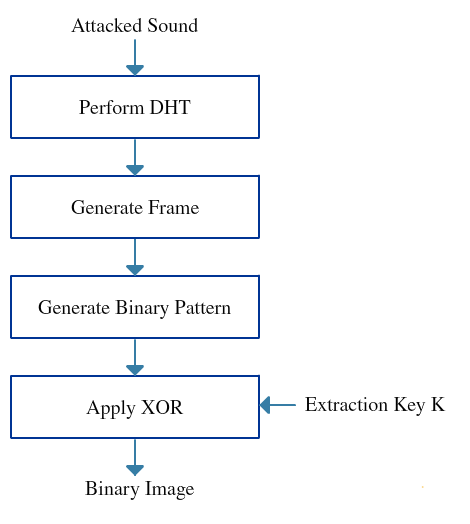 Attacked Sound
Perform DHT
Generate Frame
Generate Binary Pattern
Apply XOR
Extraction Key K
Binary Image